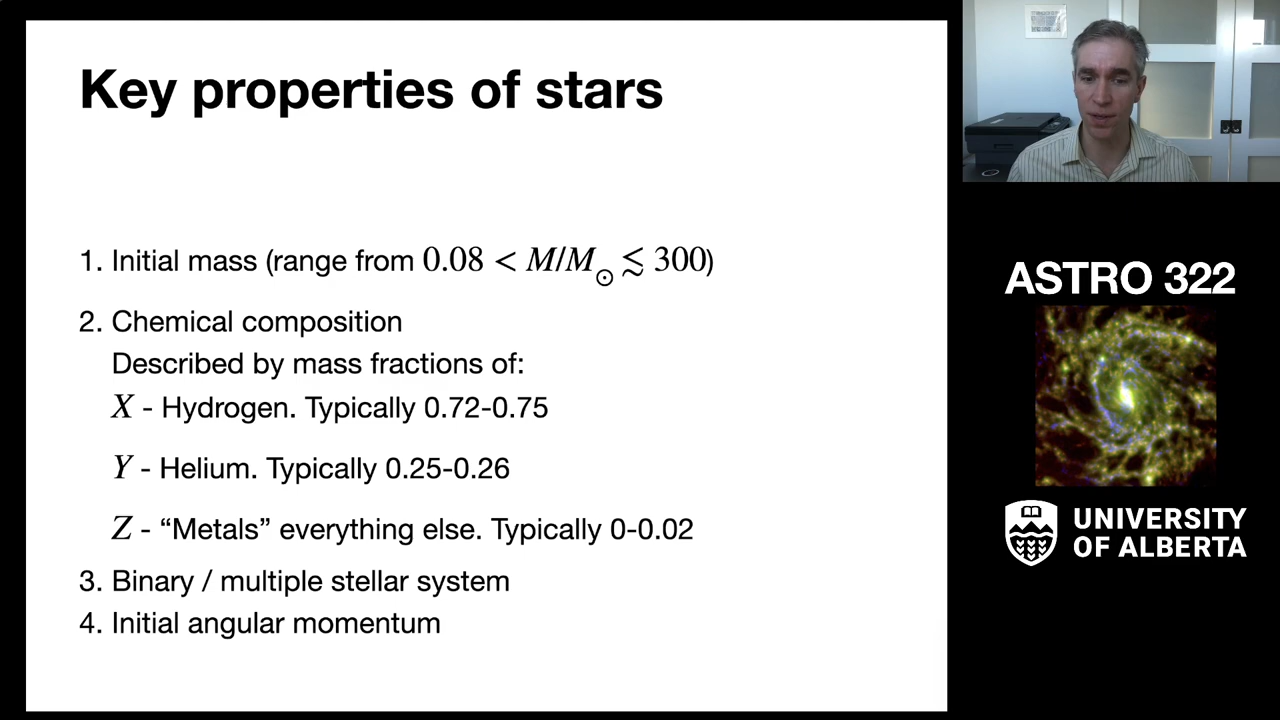 Key properties of stars
1. Initial mass (range from 0.08 < M/M☉ ≲ 300)
2. Chemical composition
Described by mass fractions of:
X - Hydrogen. Typically 0.72-0.75
Y - Helium. Typically 0.25-0.26
Z - “Metals” everything else. Typically 0-0.02
3. Binary / multiple stellar system
4. Initial angular momentum
ASTRO 322
UNIVERSITY
OF ALBERTA